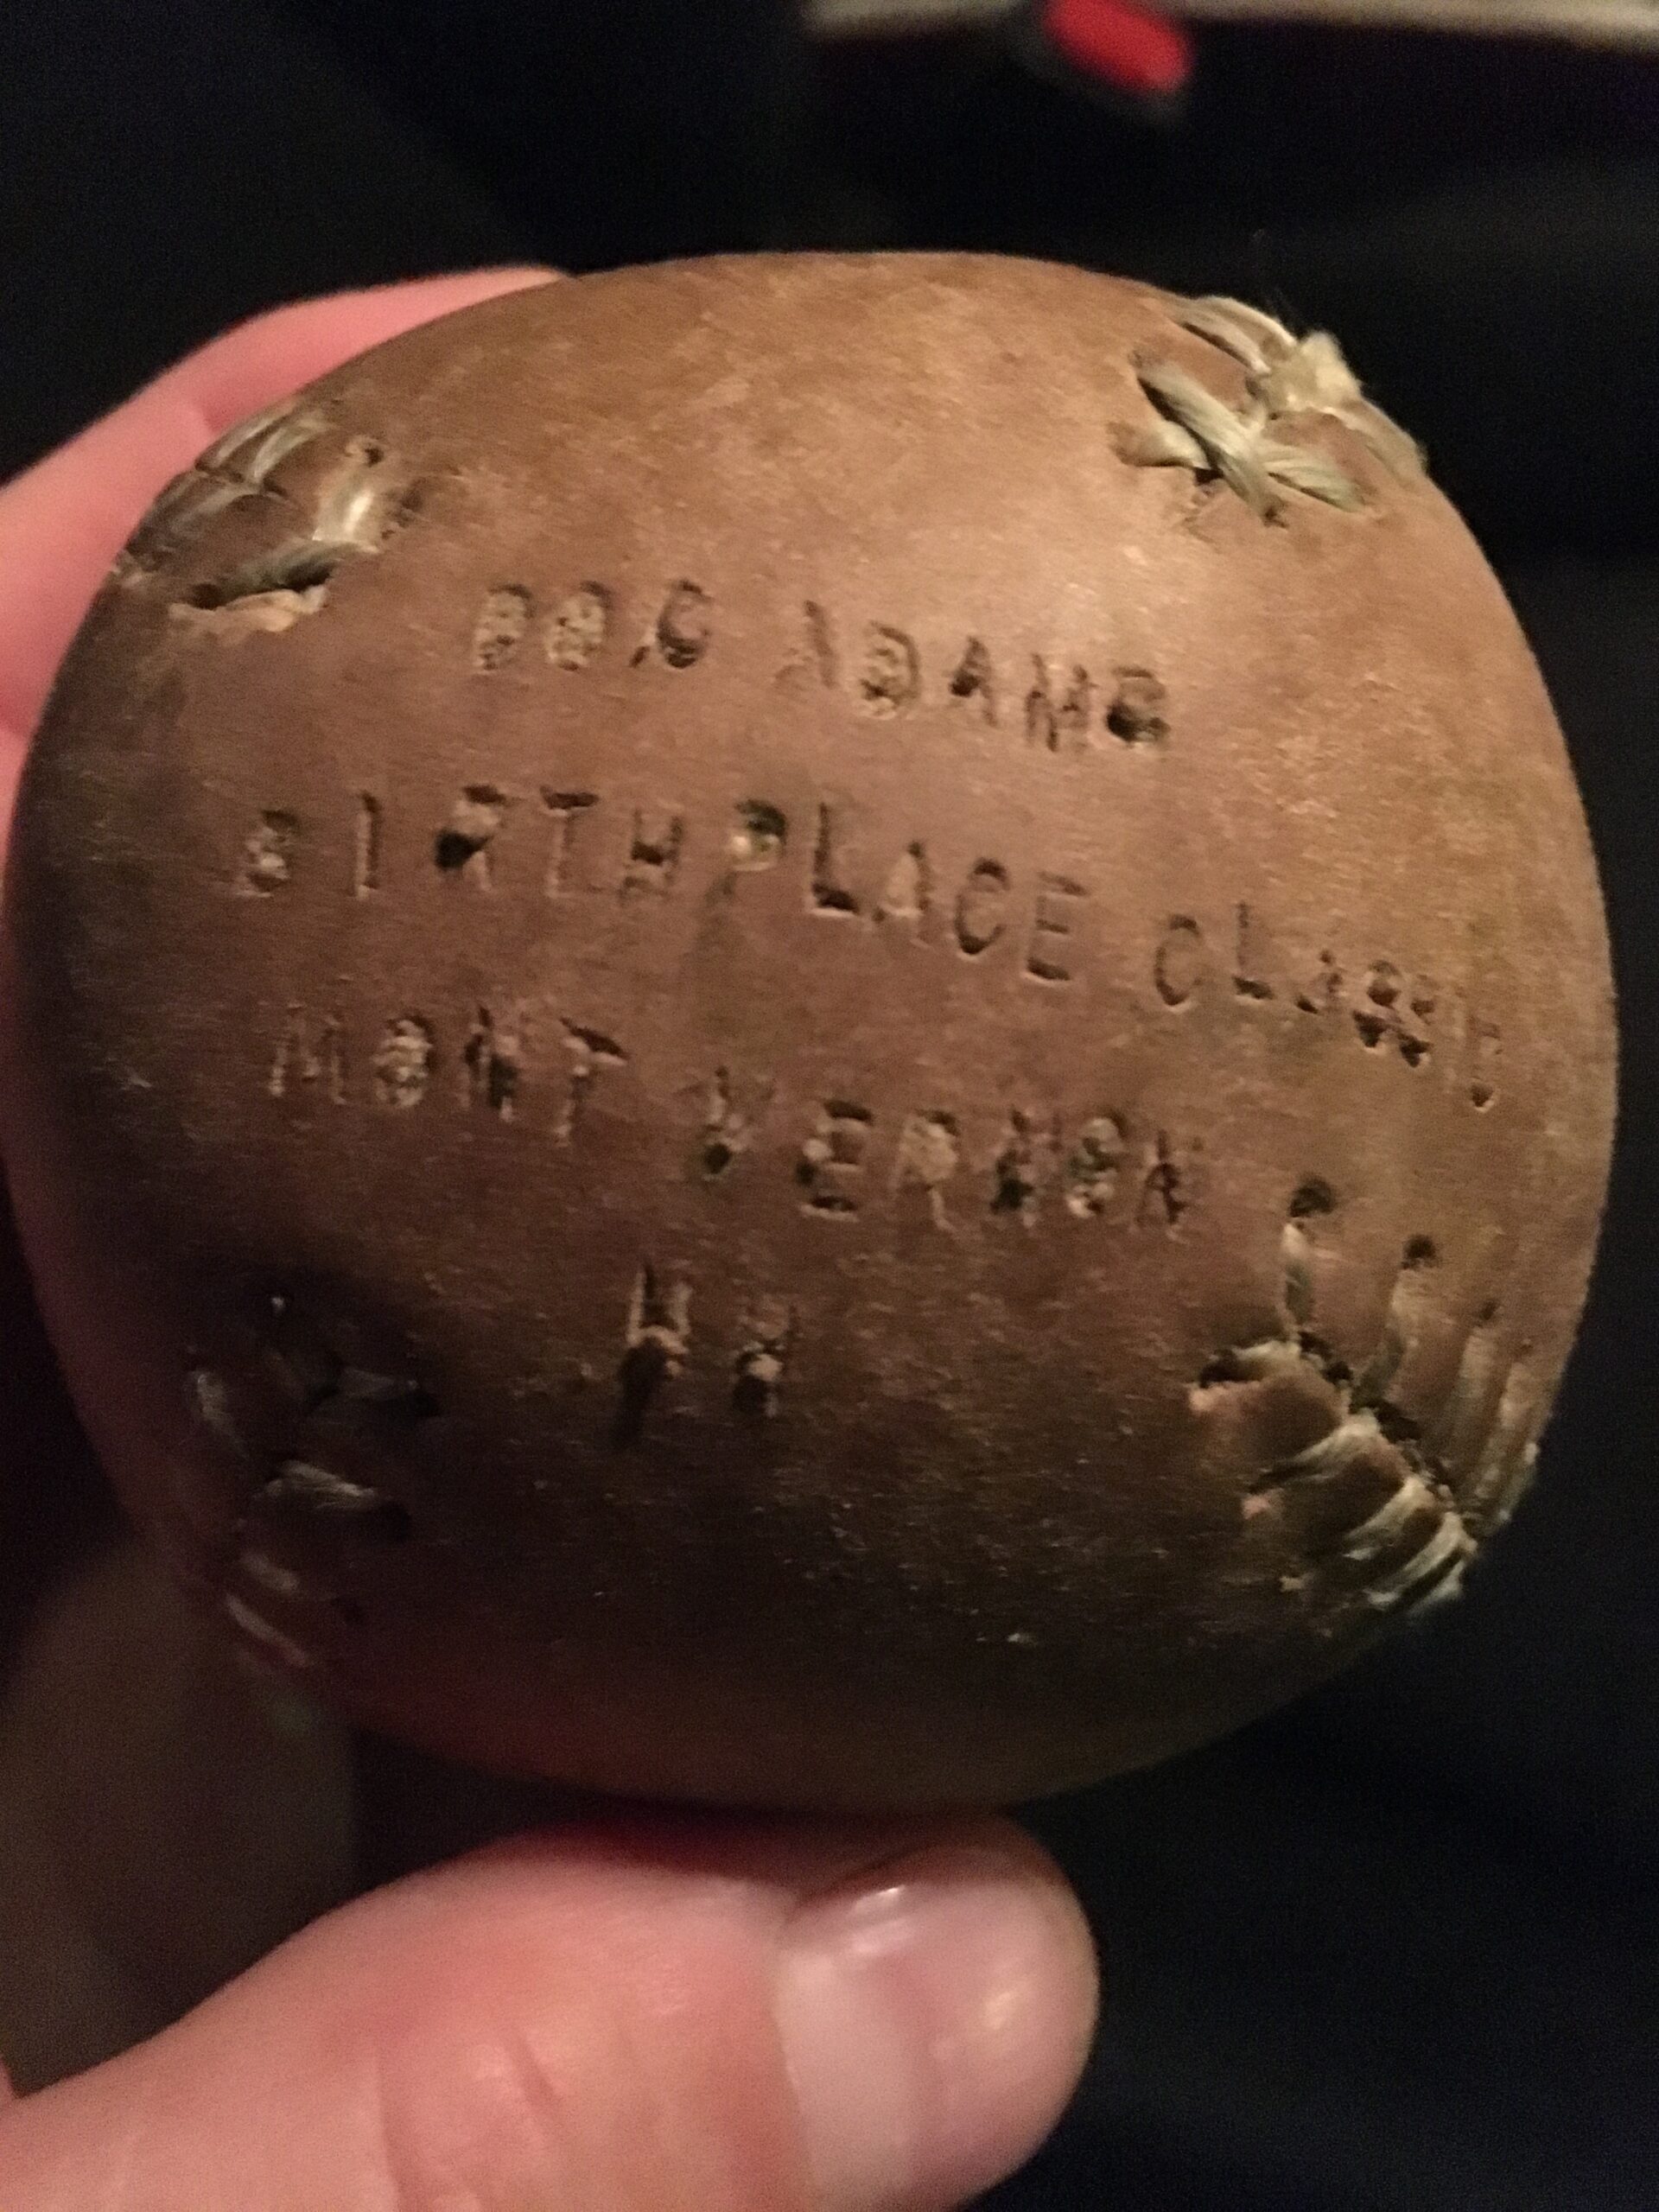 DOC ADAMS
BIRTHPLACE CLASSIC
MONT VERNON
NH